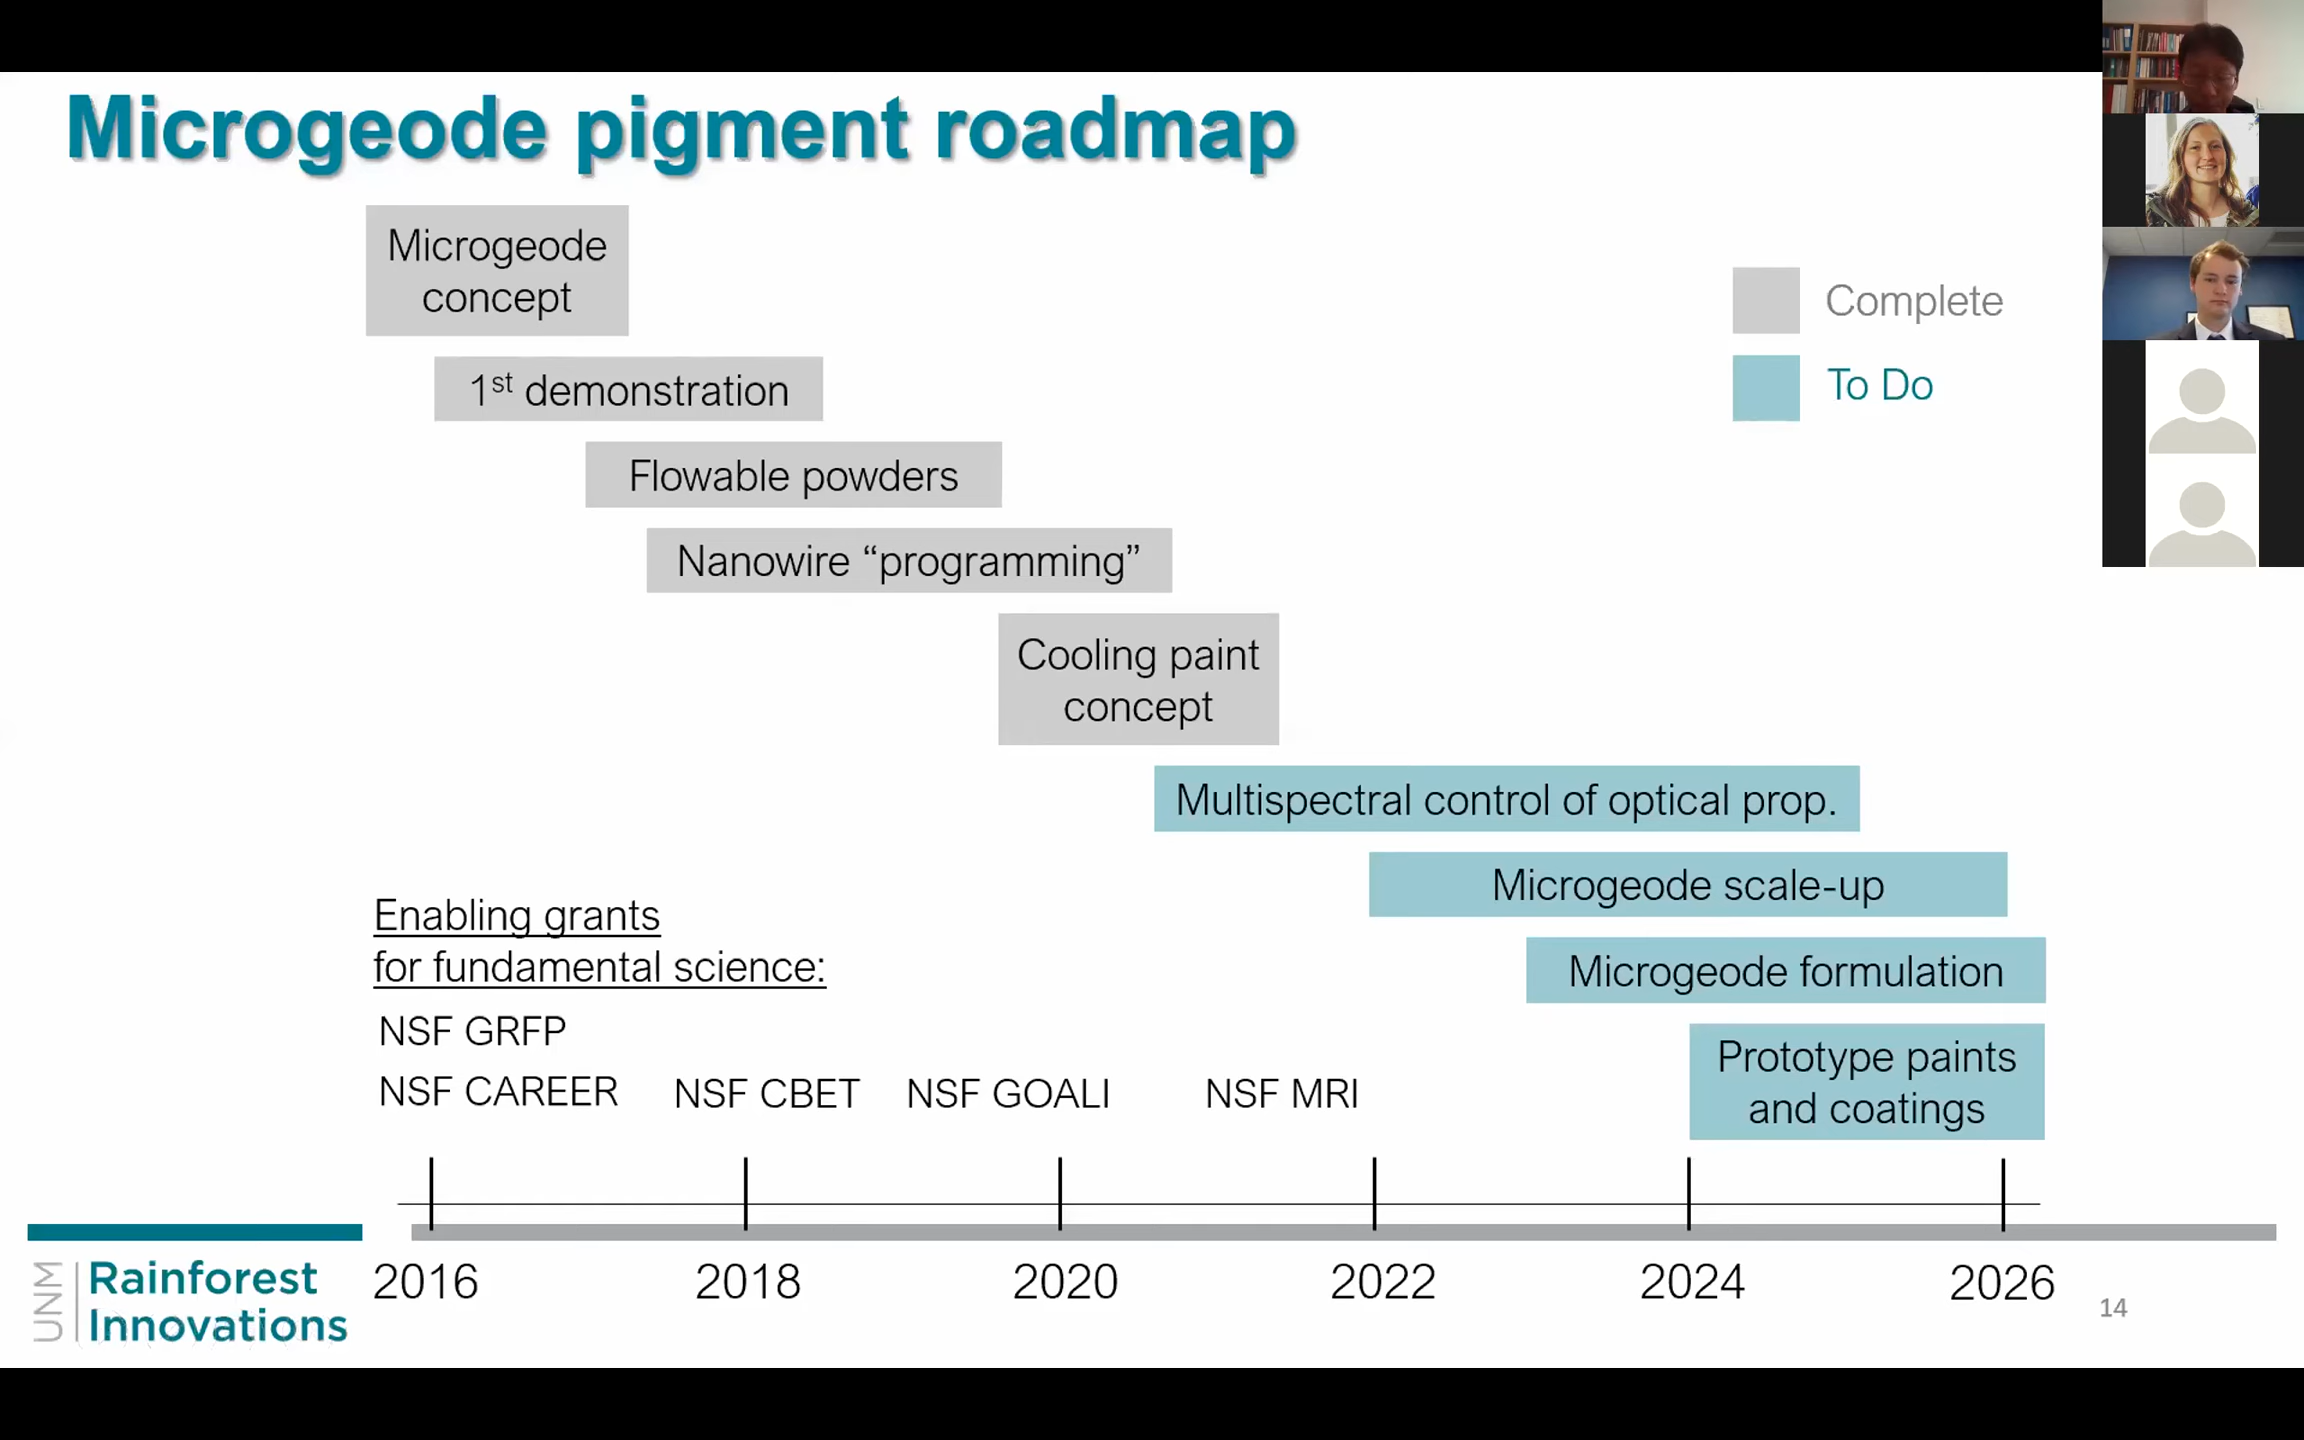 Microgeode pigment roadmap
Microgeode
concept
1st demonstration
Flowable powders
Nanowire “programming”
Cooling paint
concept
Complete
To Do
Multispectral control of optical prop.
Microgeode scale-up
Microgeode formulation
Prototype paints
and coatings
Enabling grants
for fundamental science:
NSF GRFP
NSF CAREER NSF CBET NSF GOALI NSF MRI
2016 2018 2020 2022 2024 2026
UNM
Rainforest
Innovations
14